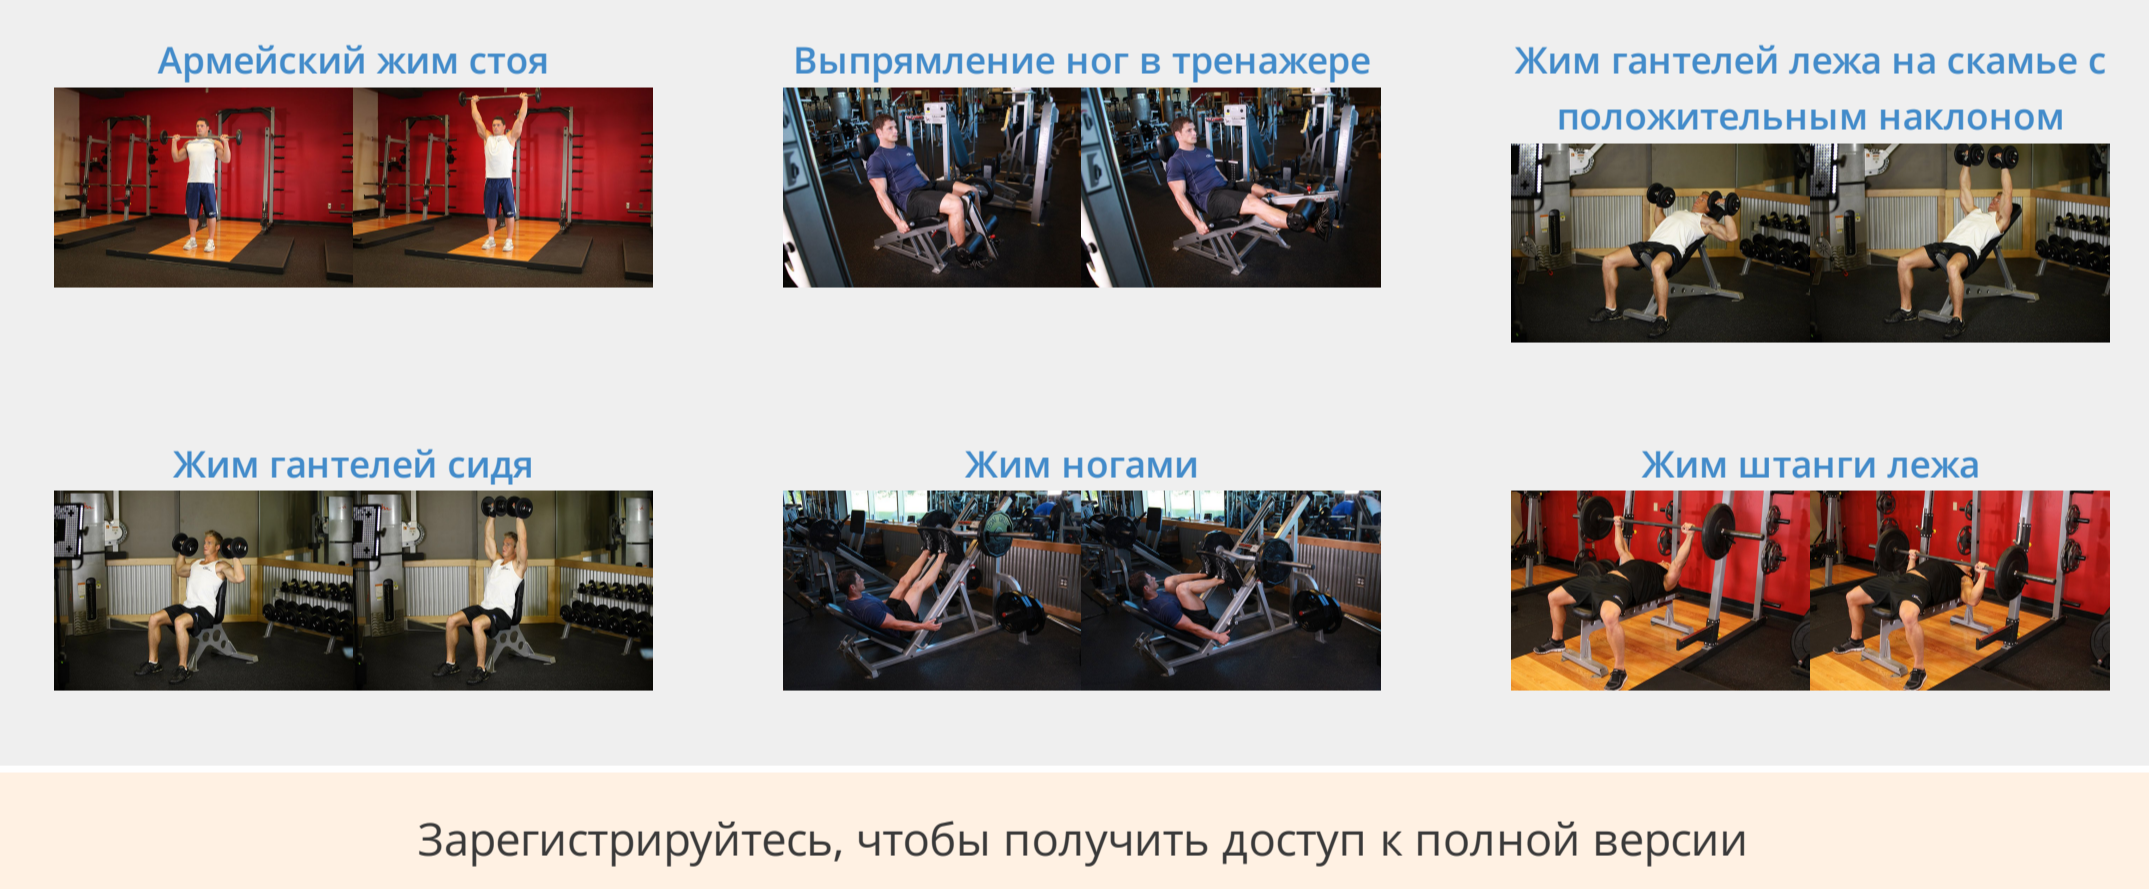 Армейский жим стоя
Выпрямление ног в тренажере
Жим гантелей лежа на скамье с
положительным наклоном
Жим гантелей сидя
Жим ногами
Жим штанги лежа
Зарегистрируйтесь, чтобы получить доступ к полной версии